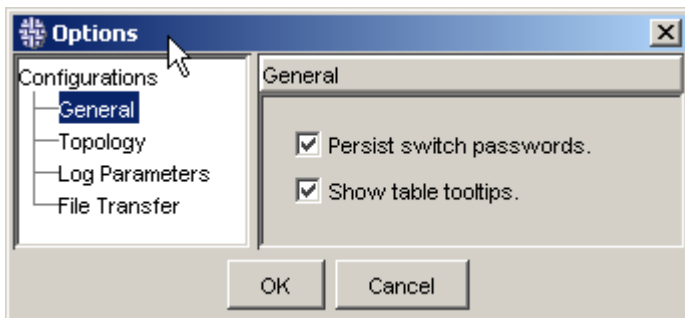 Options
Configurations
General
Topology
Log Parameters
File Transfer
General
Persist switch passwords.
Show table tooltips.
OK
Cancel